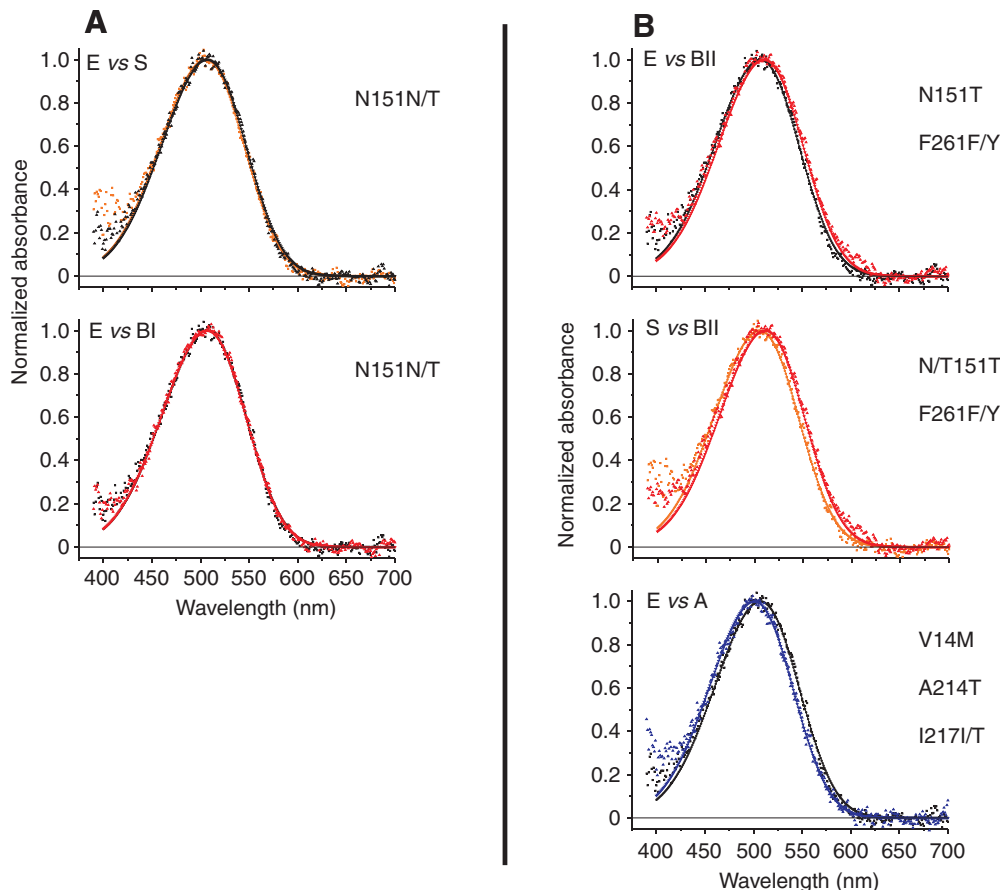 A
E vs S
N151N/T
1.0
0.8
0.6
0.4
0.2
0
E vs BI
N151N/T
1.0
0.8
0.6
0.4
0.2
0
Normalized absorbance
400 450 500 550 600 650 700
Wavelength (nm)
B
E vs BII
N151T
F261F/Y
1.0
0.8
0.6
0.4
0.2
0
S vs BII
N/T151T
F261F/Y
1.0
0.8
0.6
0.4
0.2
0
Normalized absorbance
E vs A
V14M
A214T
I217I/T
1.0
0.8
0.6
0.4
0.2
0
400 450 500 550 600 650 700
Wavelength (nm)